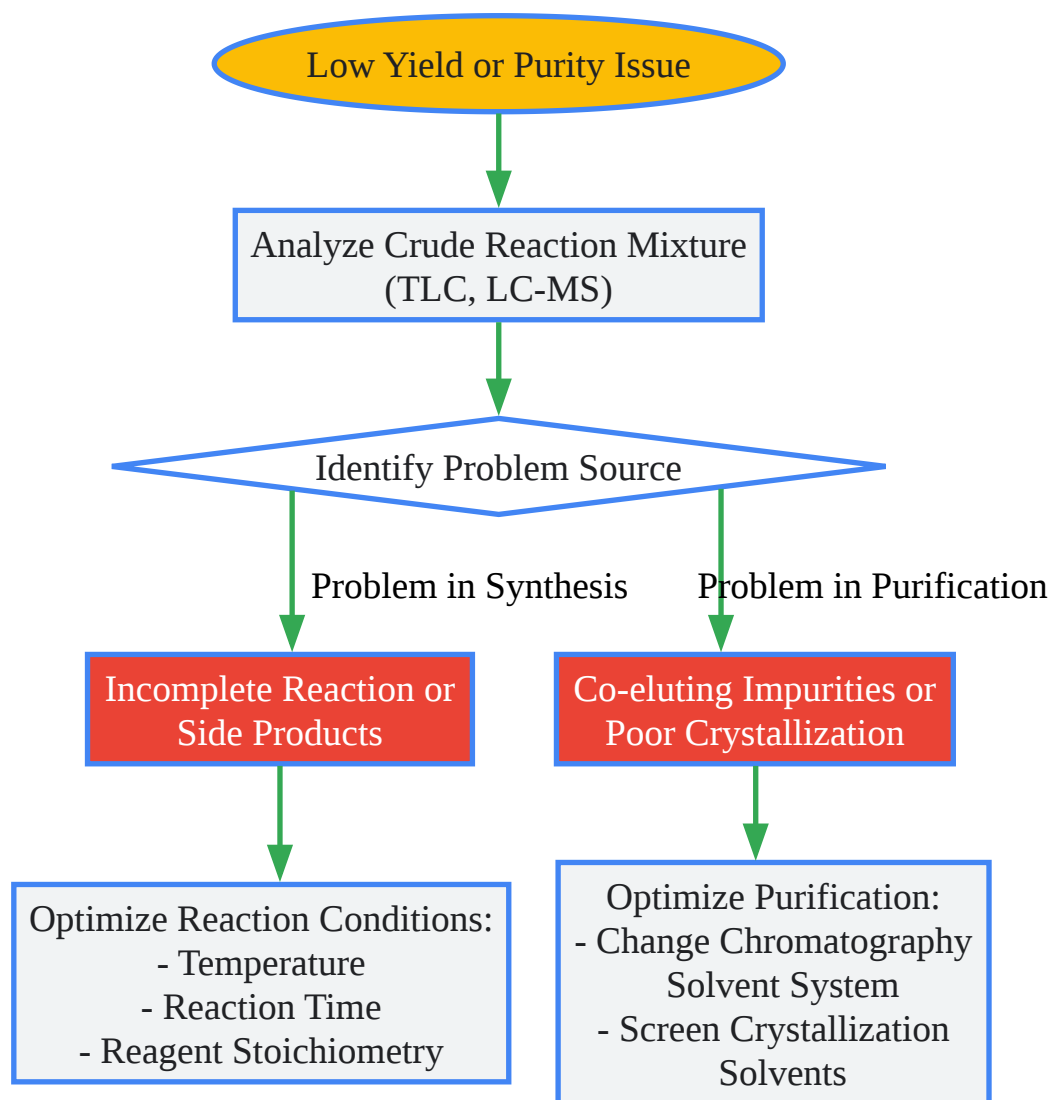 Low Yield or Purity Issue
Analyze Crude Reaction Mixture
(TLC, LC-MS)
Identify Problem Source
Problem in Synthesis
Problem in Purification
Incomplete Reaction or
Side Products
Co-eluting Impurities or
Poor Crystallization
Optimize Reaction Conditions:
- Temperature
- Reaction Time
- Reagent Stoichiometry
Optimize Purification:
- Change Chromatography
Solvent System
- Screen Crystallization
Solvents